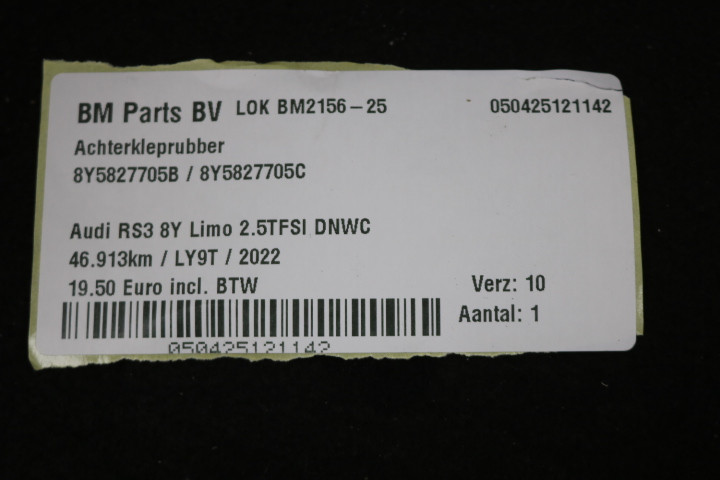 BM Parts BV LOK BM2156-25 050425121142
Achterkleprubber
8Y5827705B / 8Y5827705C
Audi RS3 8Y Limo 2.5TFSI DNWC
46.913km / LY9T / 2022
19.50 Euro incl. BTW Verz: 10
Aantal: 1
050425121142